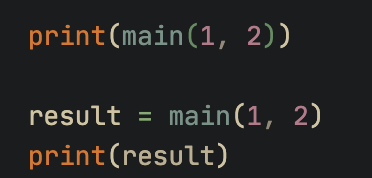 print(main(1, 2))
result = main(1, 2)
print(result)